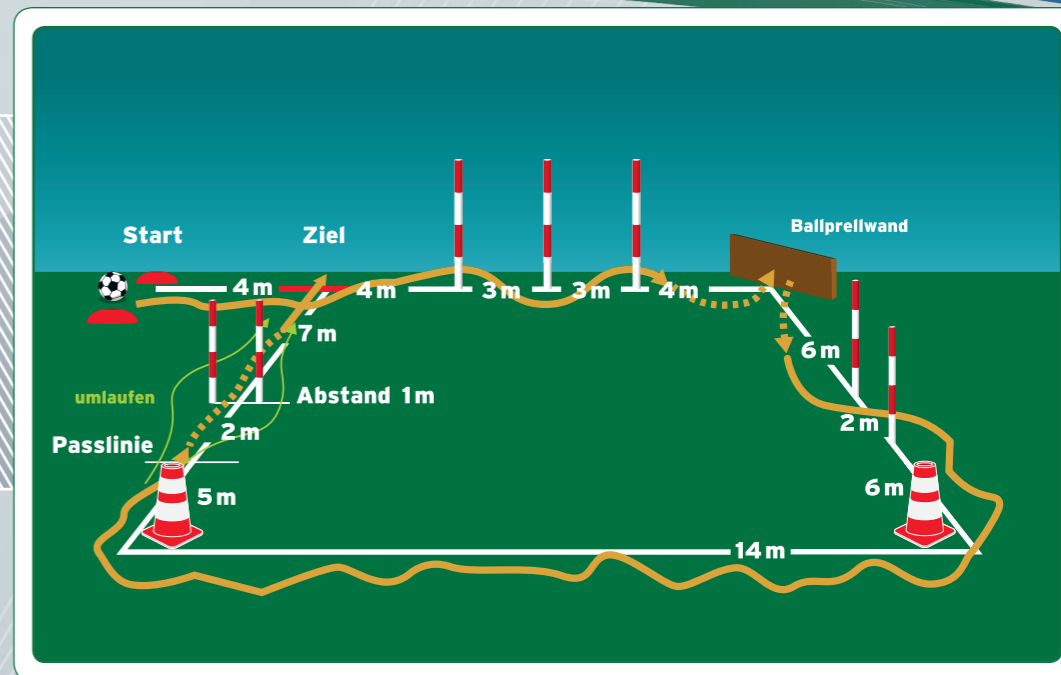 Start
Ziel
Ballprellwand
4 m
4 m
3 m
3 m
4 m
7 m
6 m
umlaufen
Abstand 1 m
2 m
2 m
Passlinie
5 m
6 m
14 m